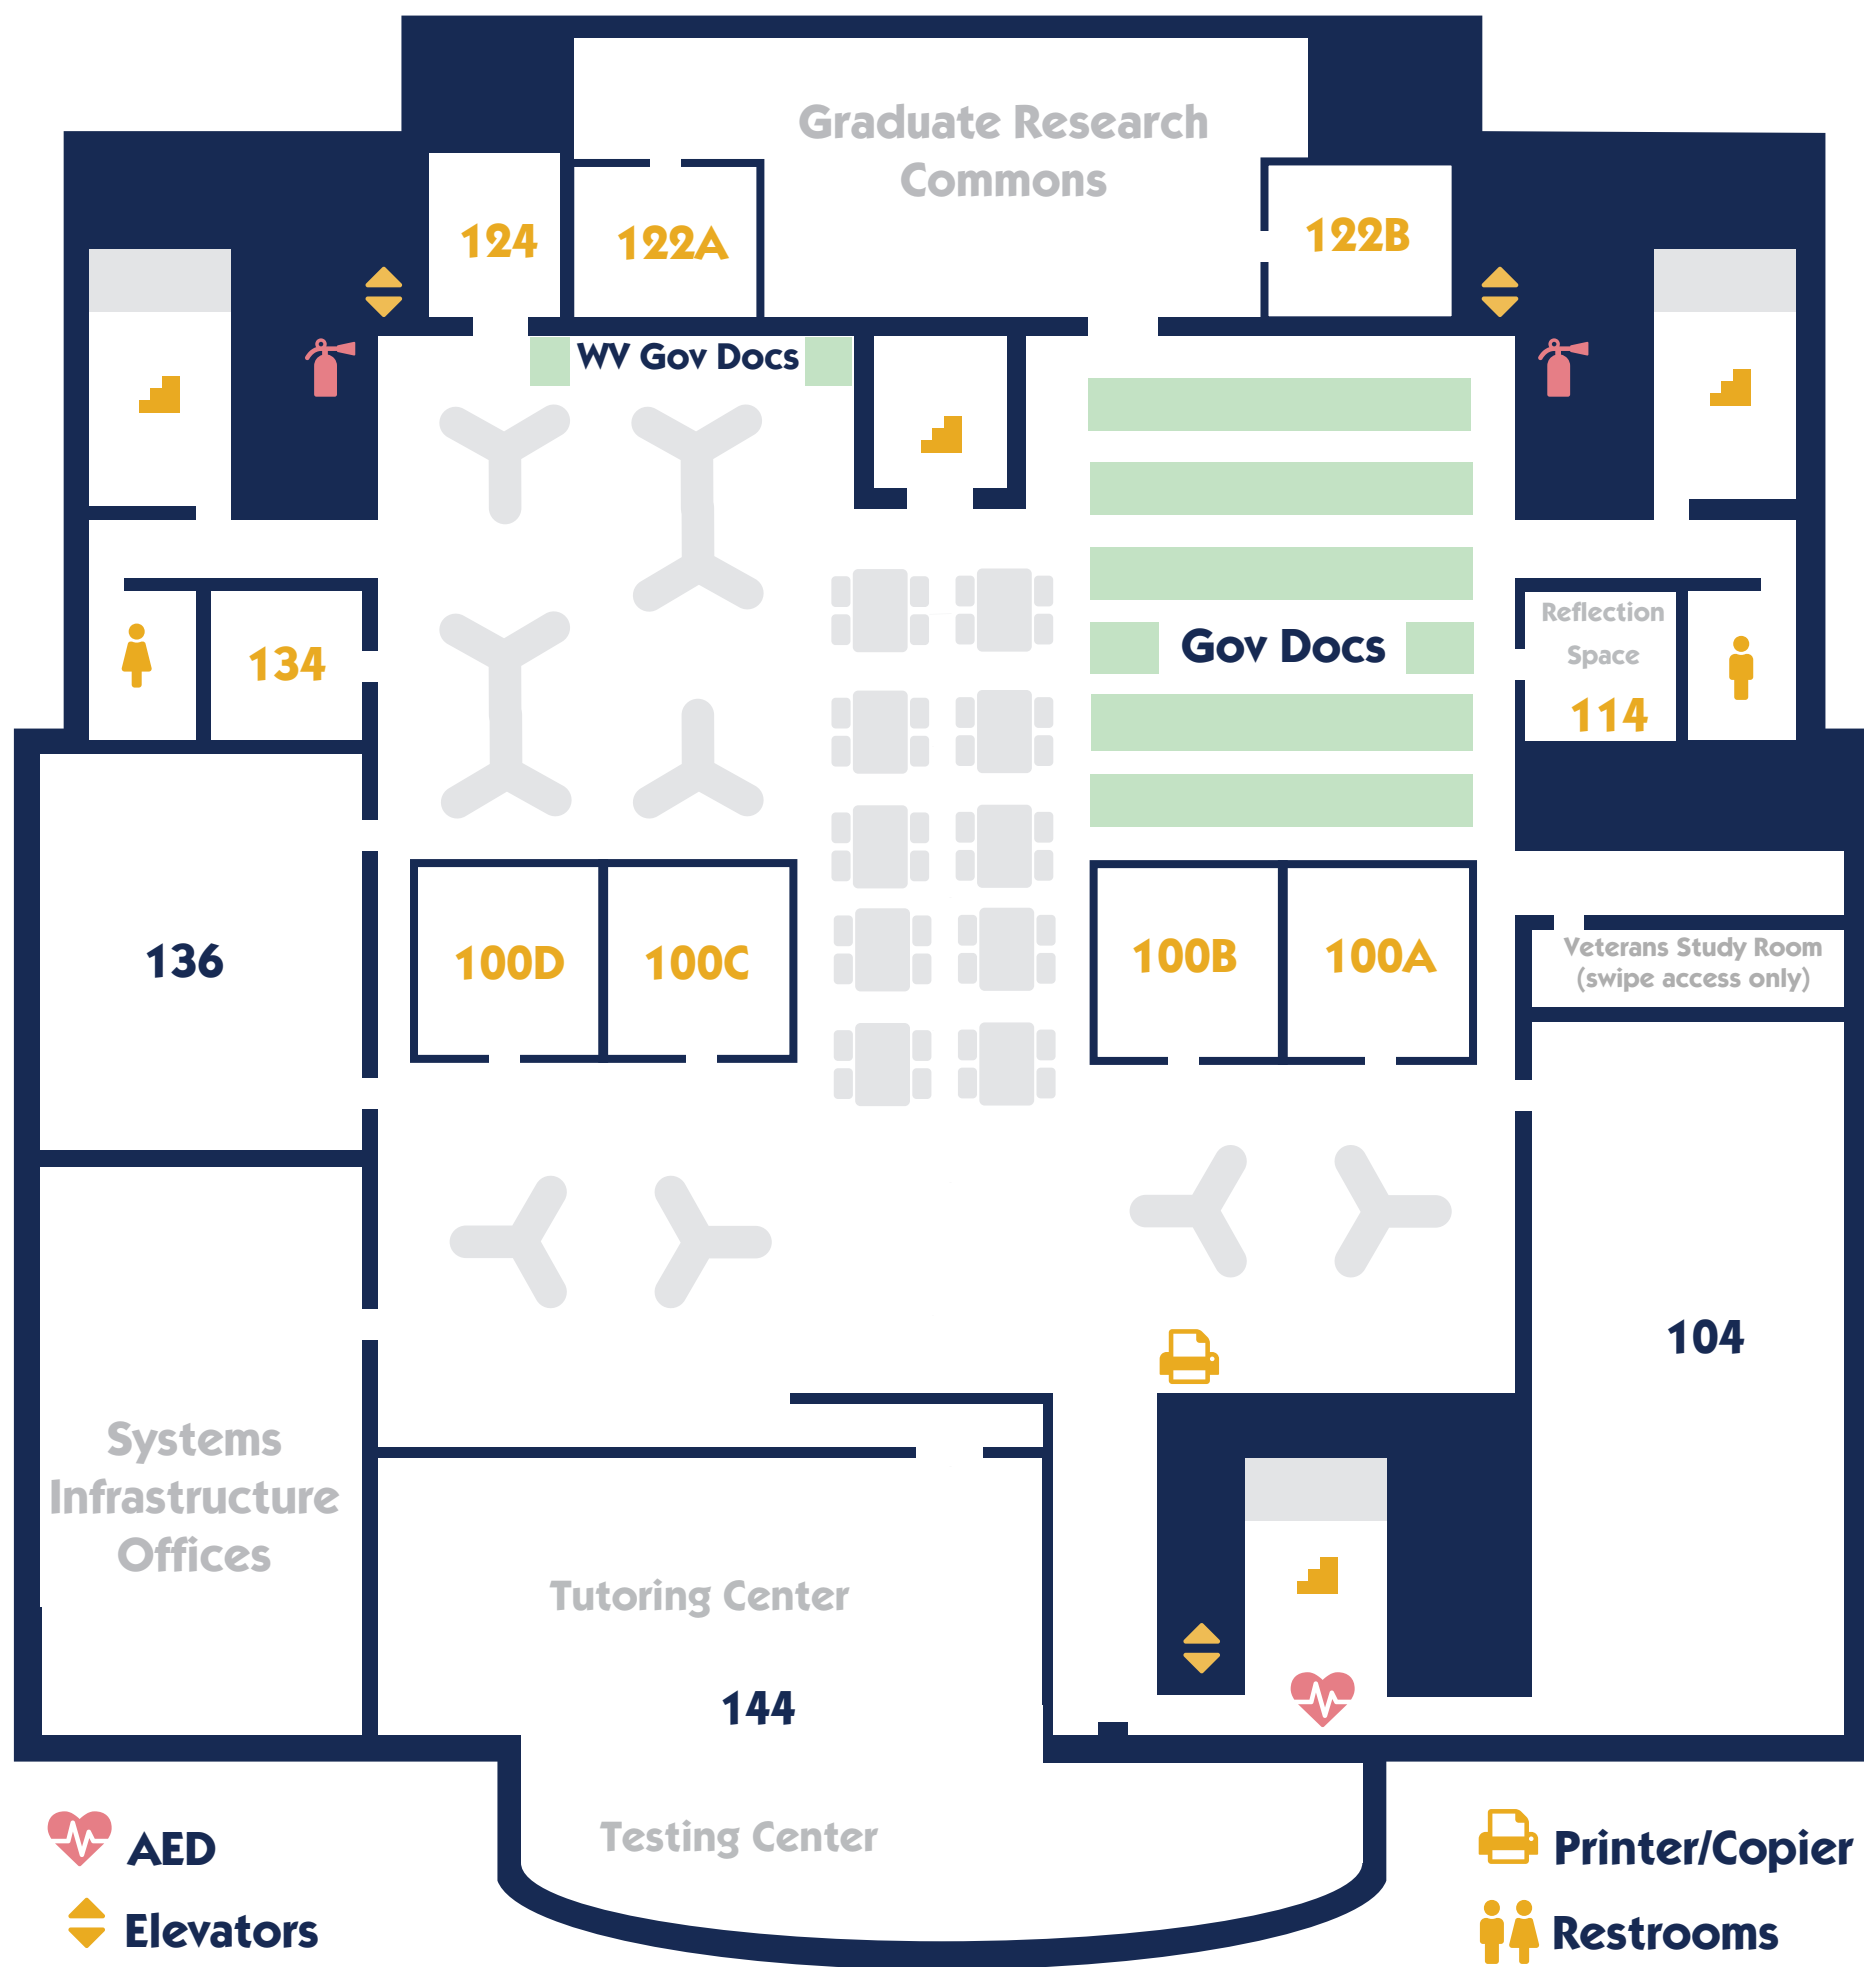 Graduate Research
Commons
124
122A
122B
WV Gov Docs
Gov Docs
134
Reflection
Space
114
136
100D
100C
100B
100A
Veterans Study Room
(swipe access only)
104
Systems
Infrastructure
Offices
Tutoring Center
144
Testing Center
AED
Elevators
Printer/Copier
Restrooms